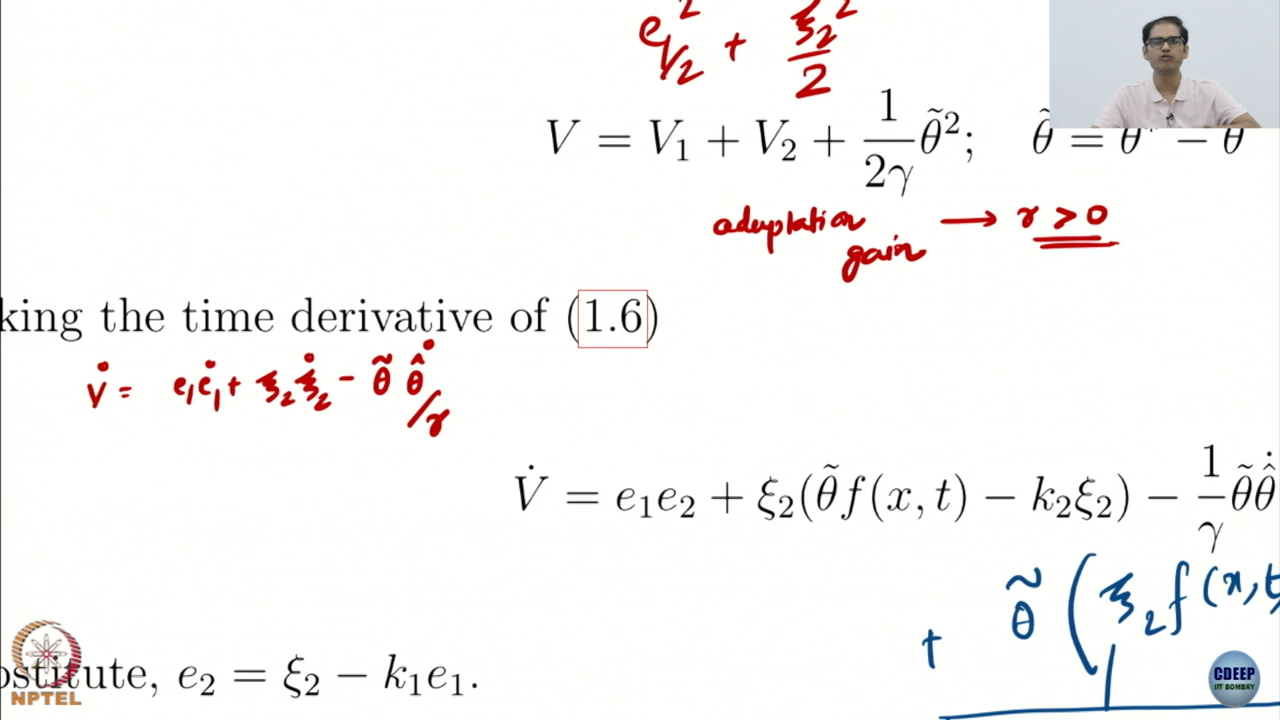 e₁²/2 + ξ₂²/2
V = V₁ + V₂ + 1/2γ θ̃²; θ̃ = θ* − θ̂
adaptation gain → γ > 0
king the time derivative of (1.6)
V̇ = e₁ė₁ + ξ₂ξ̇₂ − θ̃ θ̂̇/γ
V̇ = e₁e₂ + ξ₂(θ̃f(x, t) − k₂ξ₂) − 1/γ θ̃θ̂̇
+ θ̃ (ξ₂f(x,t
ostitute, e₂ = ξ₂ − k₁e₁.
NPTEL
CDEEP
IIT BOMBAY